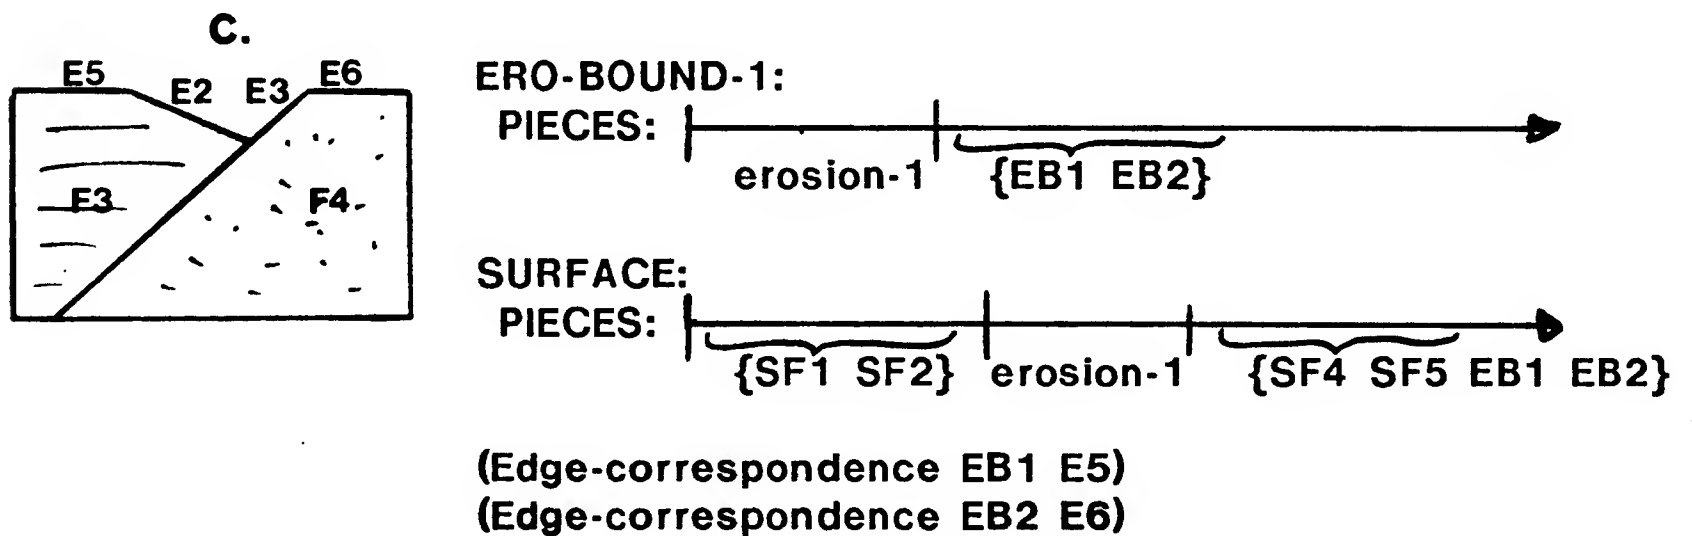 C.
E5 E2 E3 E6
F3 F4
ERO-BOUND-1:
PIECES:
erosion-1 {EB1 EB2}
SURFACE:
PIECES:
{SF1 SF2} erosion-1 {SF4 SF5 EB1 EB2}
(Edge-correspondence EB1 E5)
(Edge-correspondence EB2 E6)